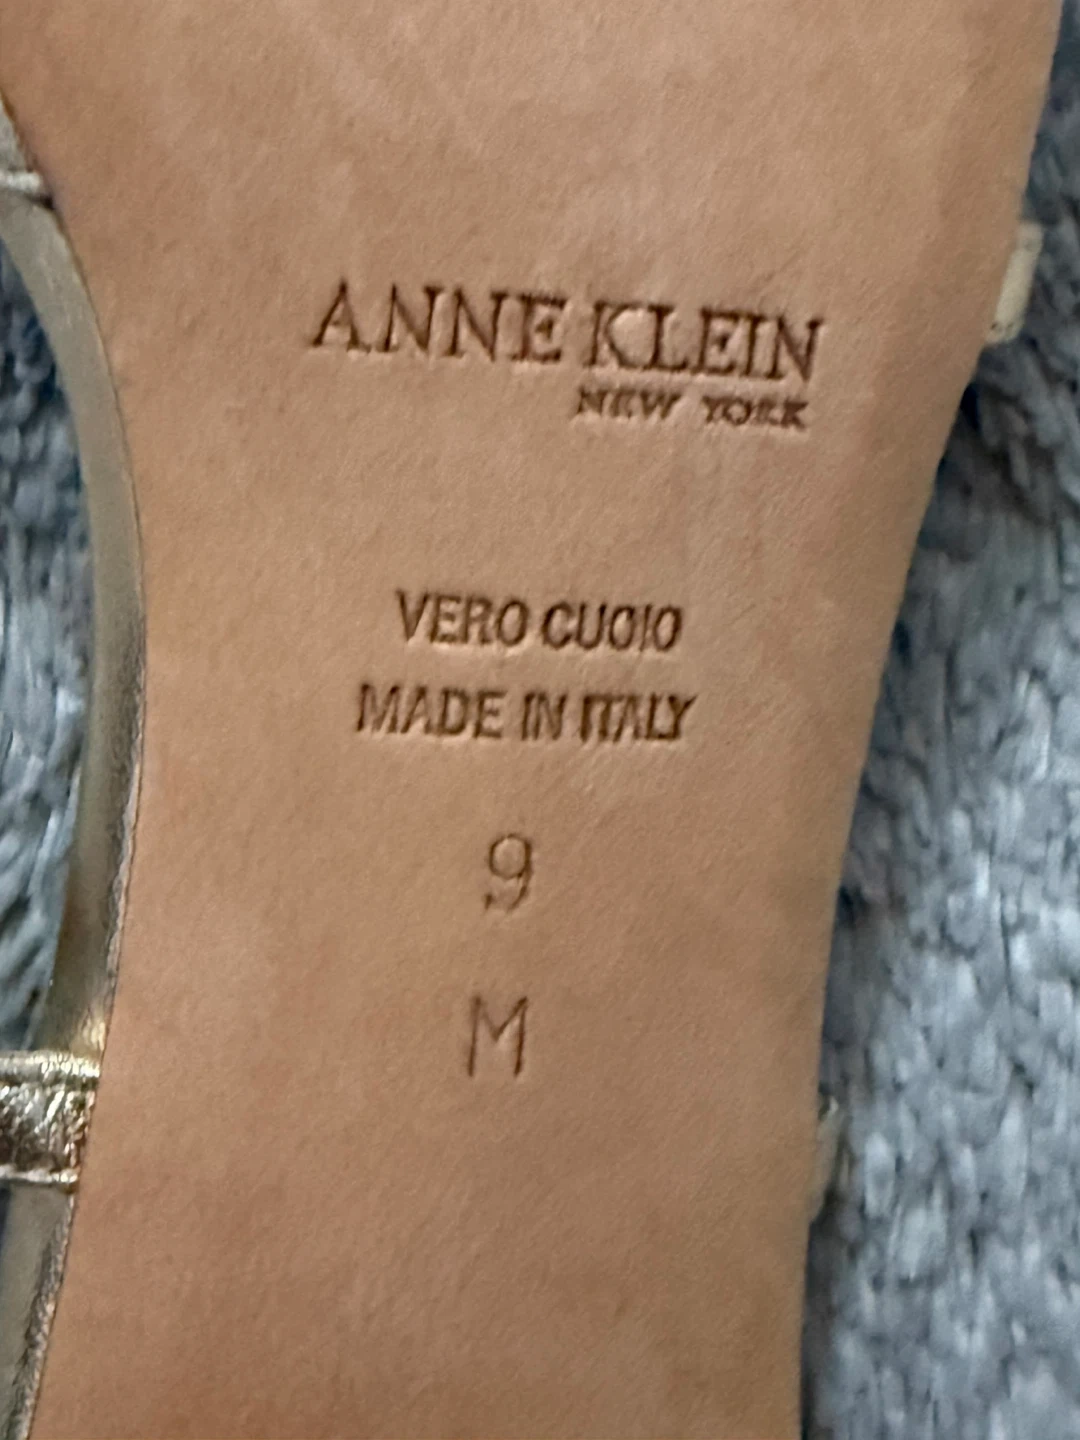 ANNE KLEIN
NEW YORK
VERO CUOIO
MADE IN ITALY
9
M